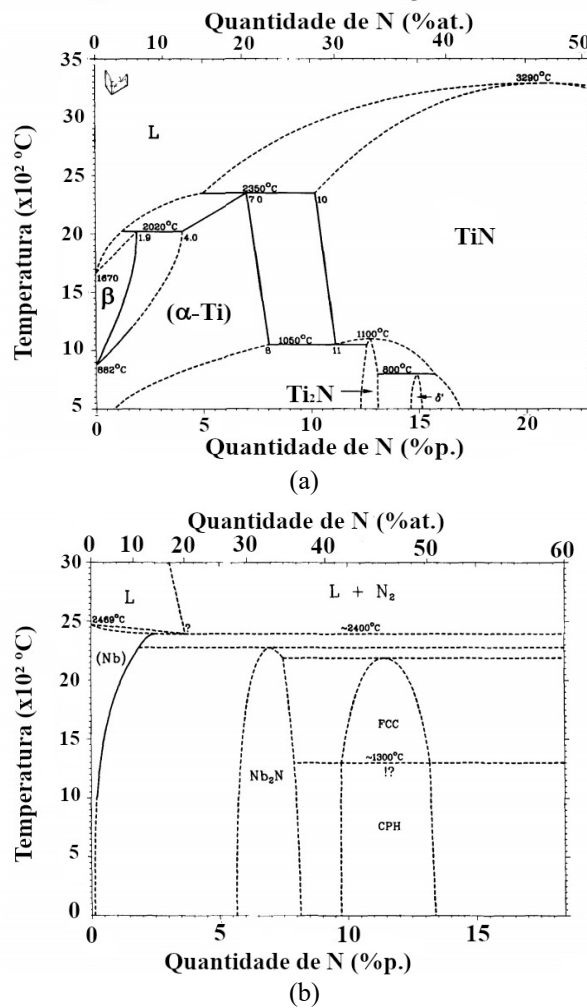 Quantidade de N (%at.)
0 10 20 30 40 50
35
30
25
20
15
10
5
Temperatura (x10² ºC)
3290°C
L
2350°C
7.0 10
2020°C
1.9 4.0
TiN
1670
β
(α-Ti)
1100°C
1050°C
8 11
882°C
800°C
Ti₂N
δ'
0 5 10 15 20
Quantidade de N (%p.)
(a)
Quantidade de N (%at.)
0 10 20 30 40 50 60
30
25
20
15
10
5
0
Temperatura (x10² ºC)
L
L + N₂
2469°C
!?
~2400°C
(Nb)
FCC
~1300°C
!?
Nb₂N
CPH
0 5 10 15
Quantidade de N (%p.)
(b)